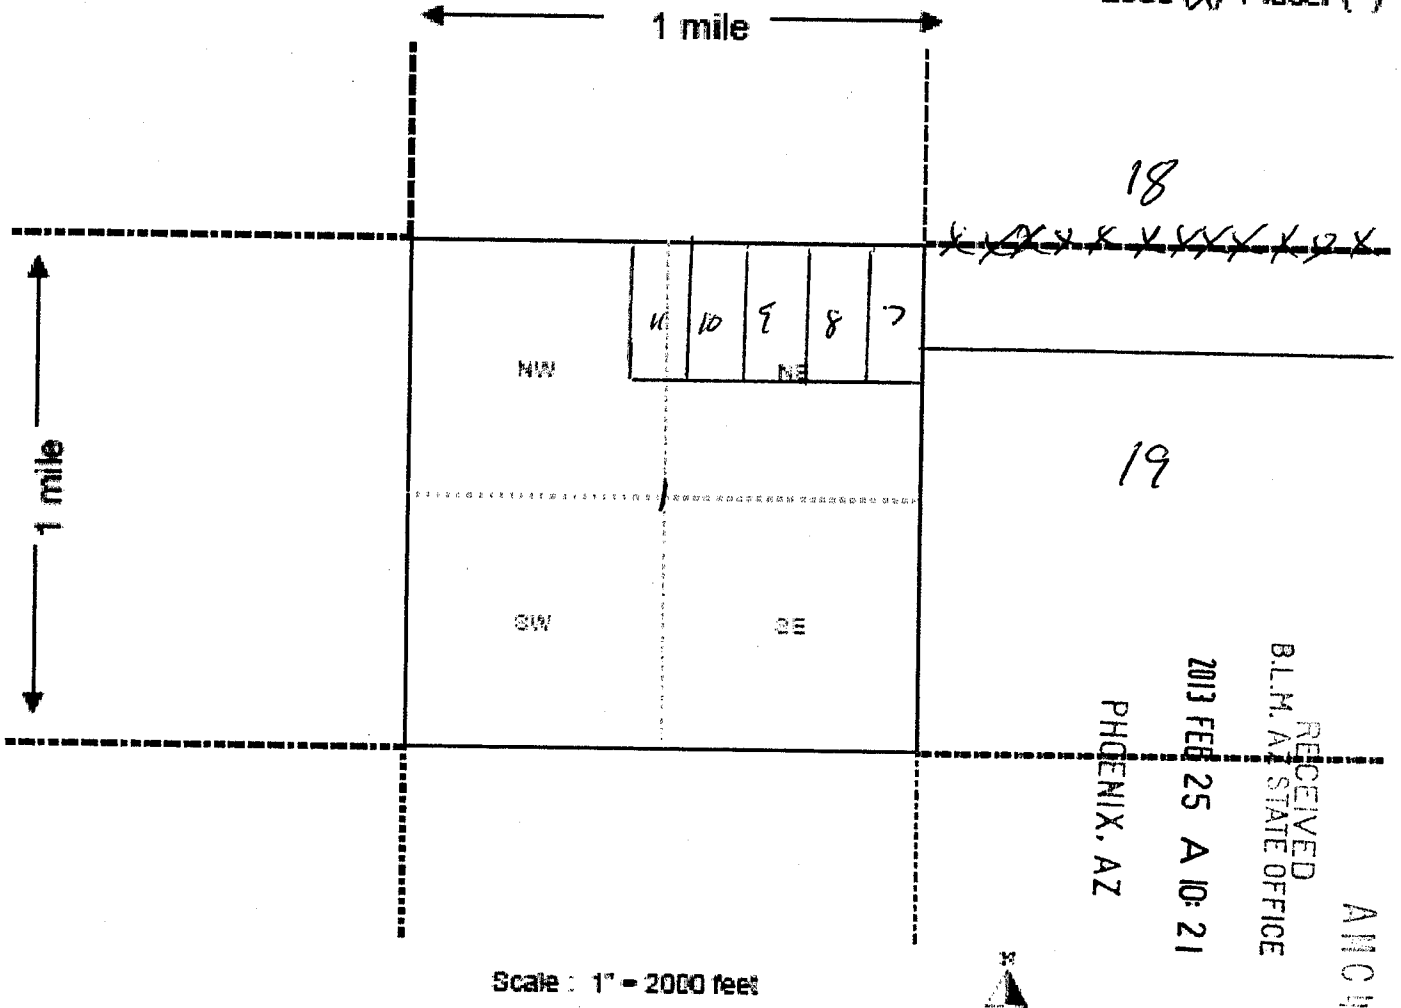 1 mile
18
11 10 9 8 7
NW NE
1 mile
19
SW SE
RECEIVED
B.L.M. AZ STATE OFFICE
2013 FEB 25 A 10: 21
PHOENIX, AZ
Scale : 1" = 2000 feet
N